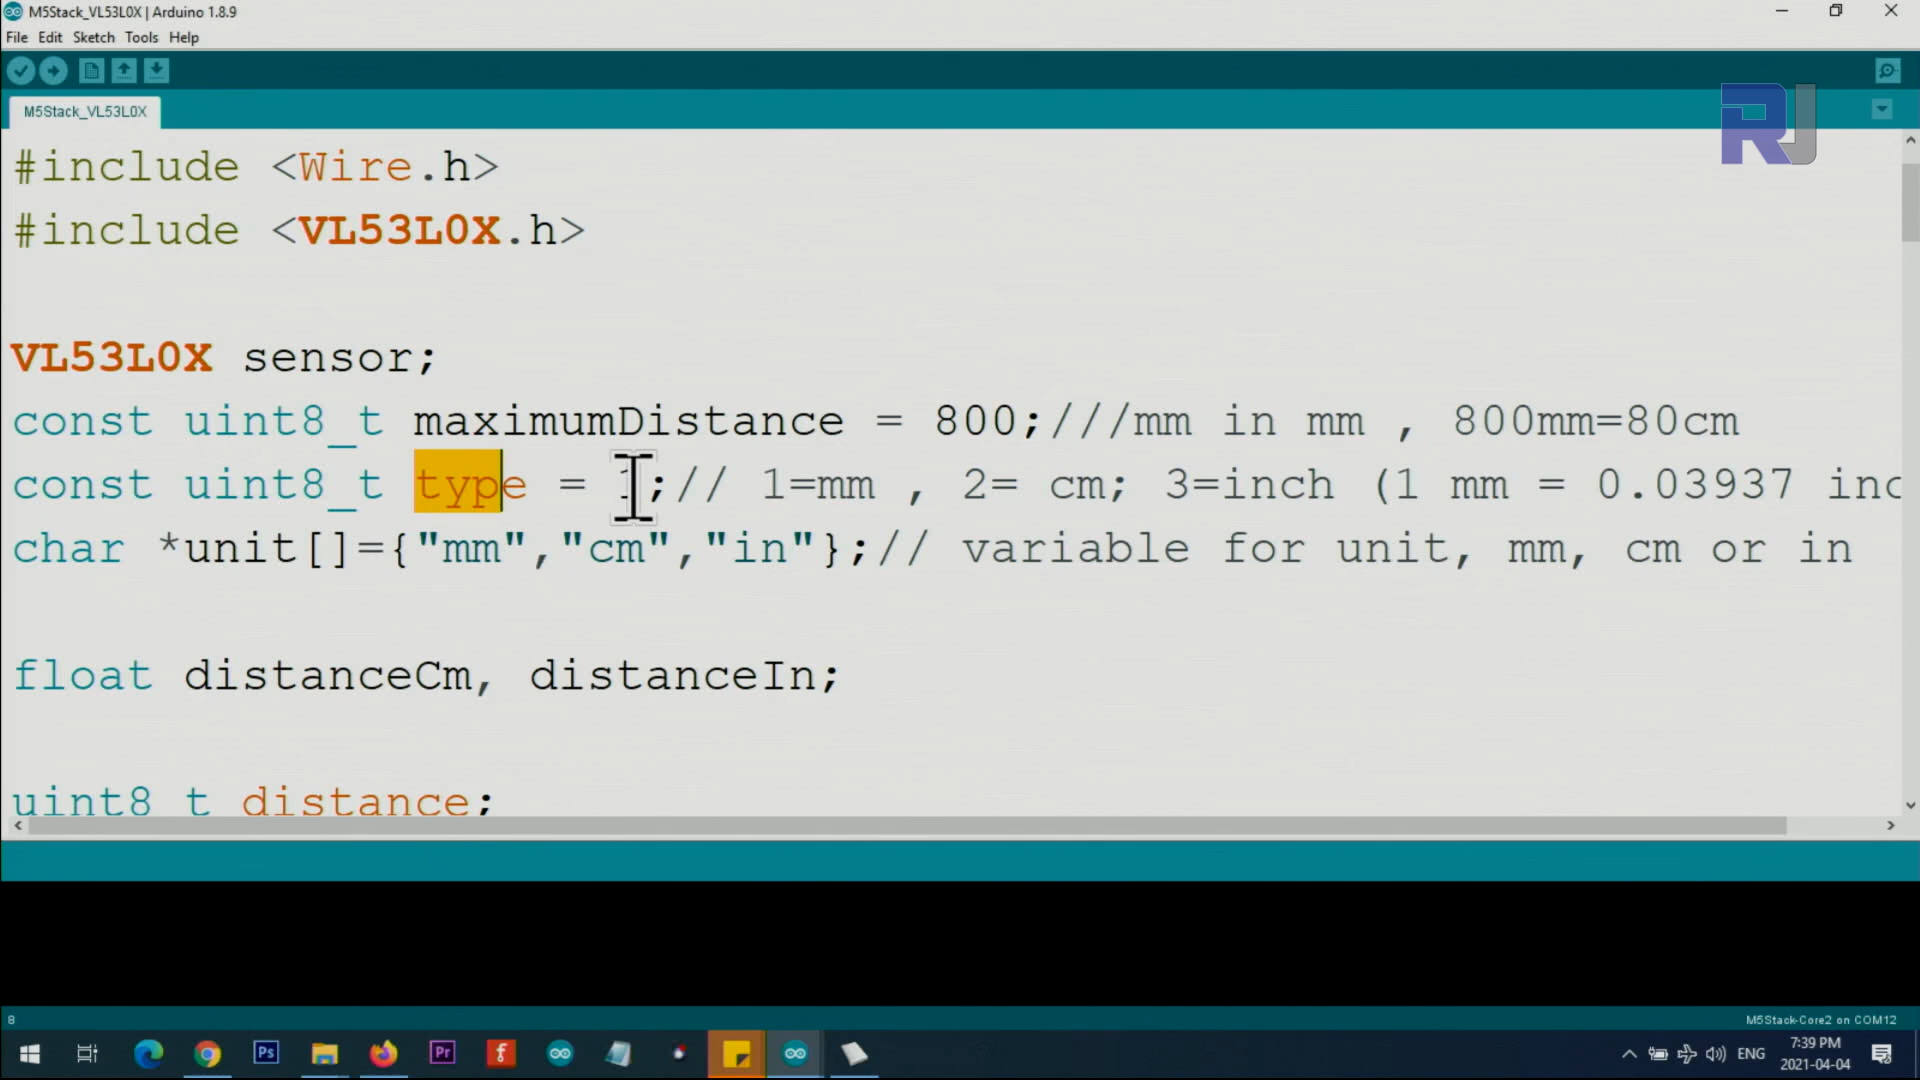 M5Stack_VL53L0X | Arduino 1.8.9
File Edit Sketch Tools Help
M5Stack_VL53L0X
RJ
#include <Wire.h>
#include <VL53L0X.h>
VL53L0X sensor;
const uint8_t maximumDistance = 800;///mm in mm , 800mm=80cm
const uint8_t type = 1;// 1=mm , 2= cm; 3=inch (1 mm = 0.03937 inc
char *unit[]={"mm","cm","in"};// variable for unit, mm, cm or in
float distanceCm, distanceIn;
uint8_t distance;
8
M5Stack-Core2 on COM12
Ps
Pr
ENG
7:39 PM
2021-04-04